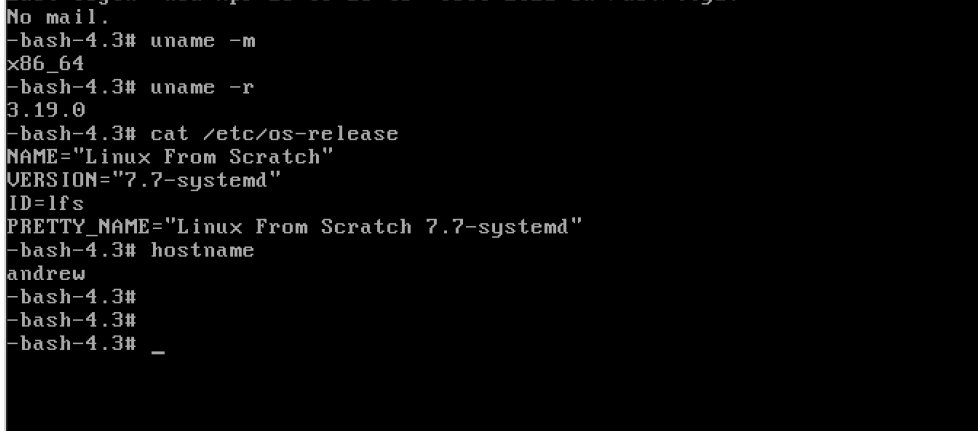 No mail.
-bash-4.3# uname -m
x86_64
-bash-4.3# uname -r
3.19.0
-bash-4.3# cat /etc/os-release
NAME="Linux From Scratch"
VERSION="7.7-systemd"
ID=lfs
PRETTY_NAME="Linux From Scratch 7.7-systemd"
-bash-4.3# hostname
andrew
-bash-4.3#
-bash-4.3#
-bash-4.3# _